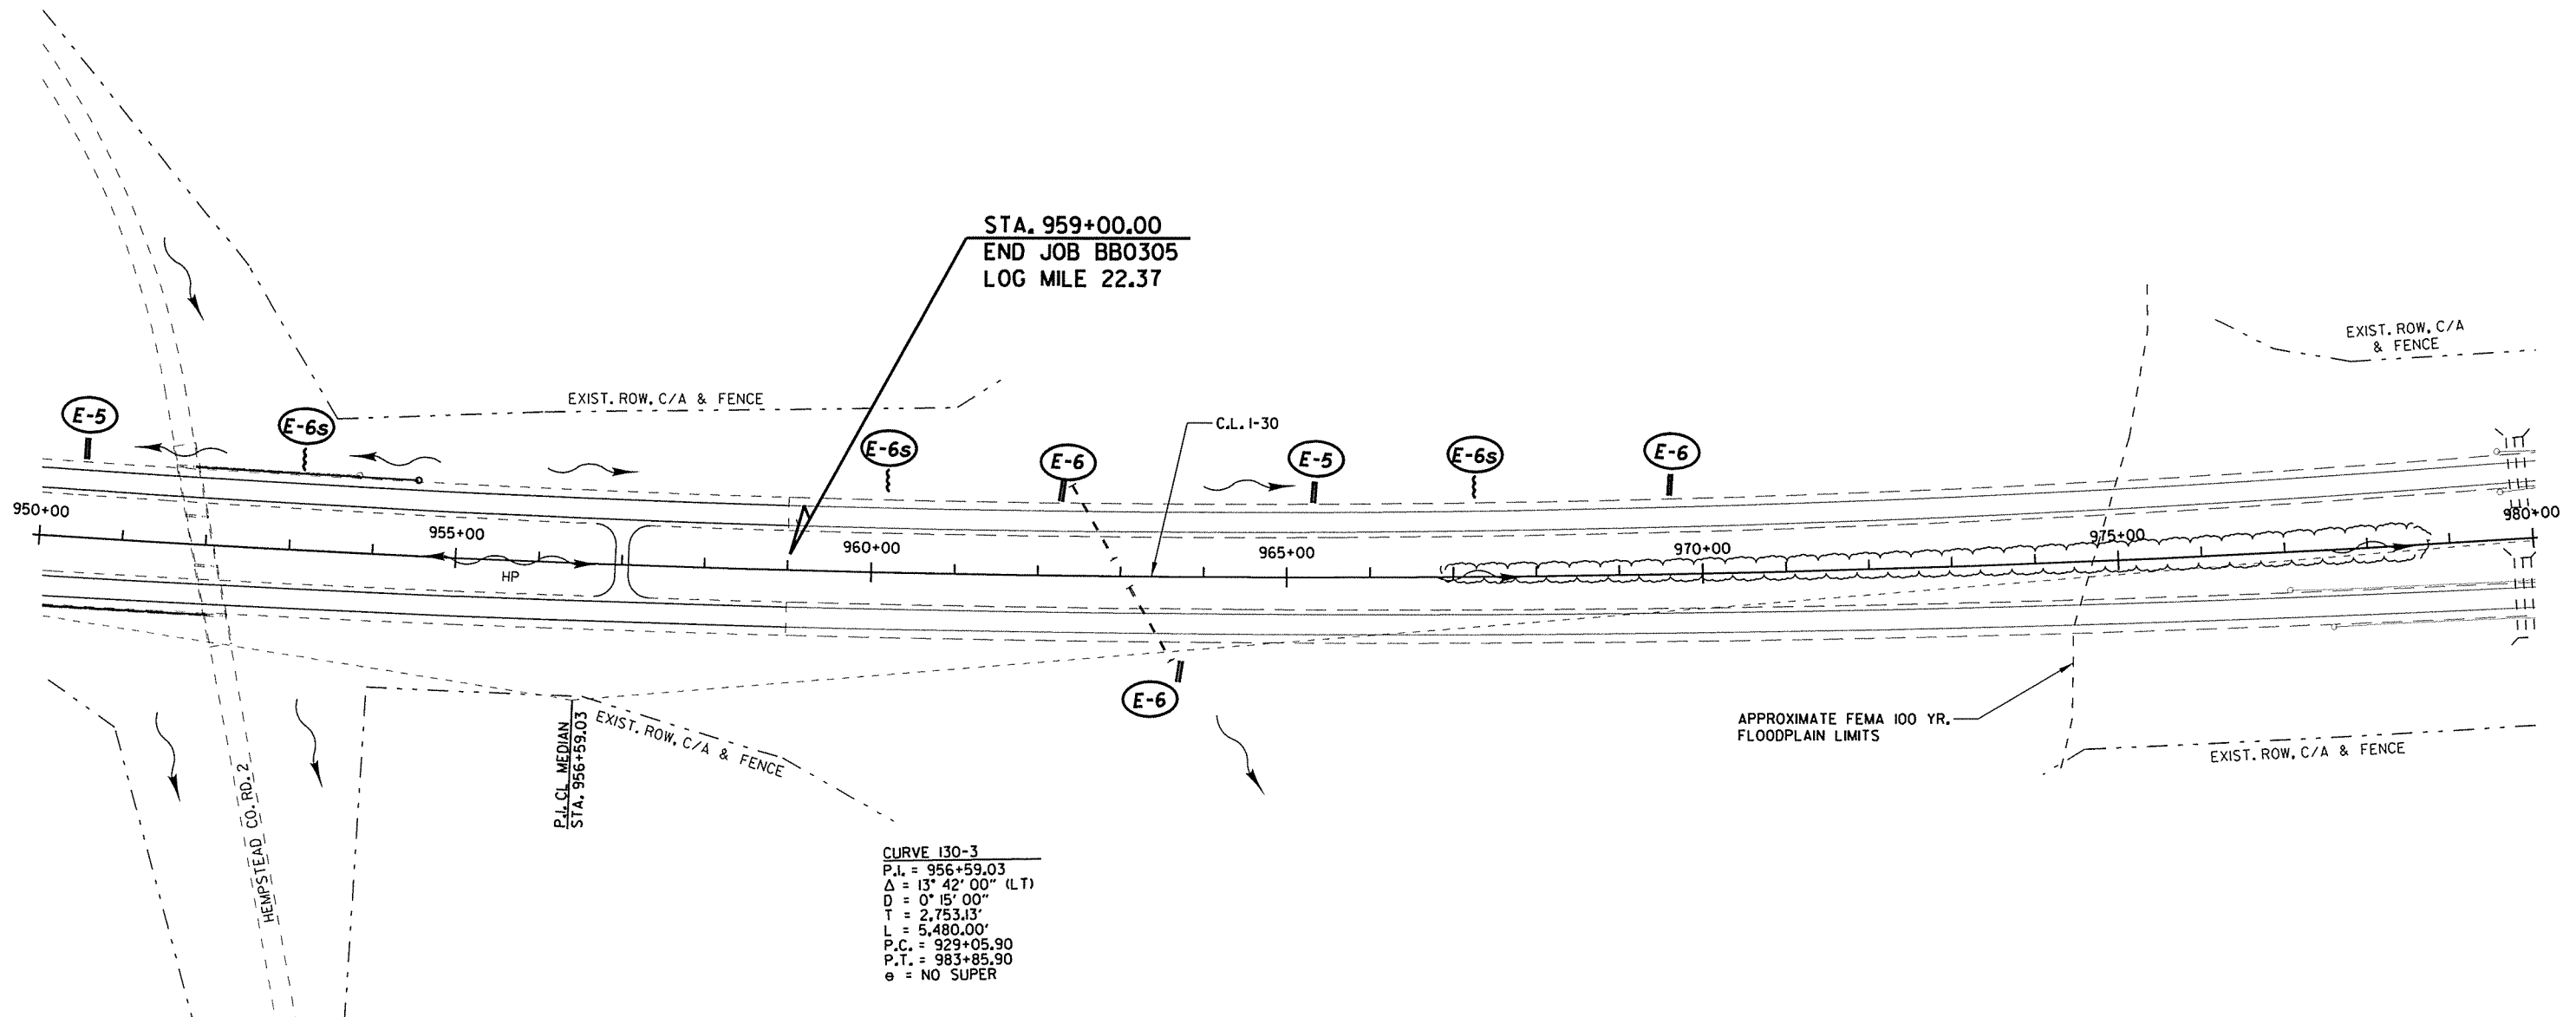 STA. 959+00.00
END JOB BB0305
LOG MILE 22.37
EXIST. ROW, C/A
& FENCE
EXIST. ROW, C/A & FENCE
E-5
E-6s
E-6s
E-6
C.L. I-30
E-5
E-6s
E-6
950+00
955+00
960+00
965+00
970+00
975+00
980+00
HP
E-6
P.I. CL MEDIAN
STA. 956+59.03
EXIST. ROW, C/A & FENCE
APPROXIMATE FEMA 100 YR.
FLOODPLAIN LIMITS
EXIST. ROW, C/A & FENCE
HEMPSTEAD CO. RD. 2
CURVE 130-3
P.I. = 956+59.03
Δ = 13° 42' 00" (LT)
D = 0° 15' 00"
T = 2,753.13'
L = 5,480.00'
P.C. = 929+05.90
P.T. = 983+85.90
e = NO SUPER